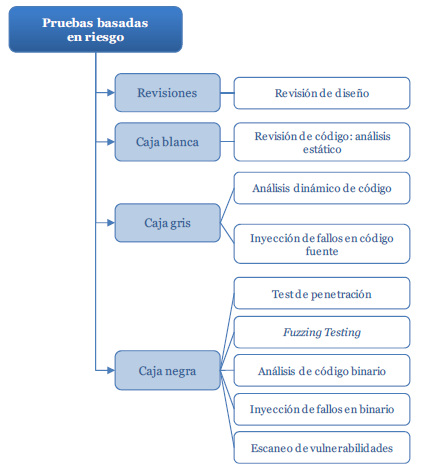 Pruebas basadas
en riesgo
Revisiones
Revisión de diseño
Caja blanca
Revisión de código: análisis
estático
Caja gris
Análisis dinámico de código
Inyección de fallos en código
fuente
Caja negra
Test de penetración
Fuzzing Testing
Análisis de código binario
Inyección de fallos en binario
Escaneo de vulnerabilidades